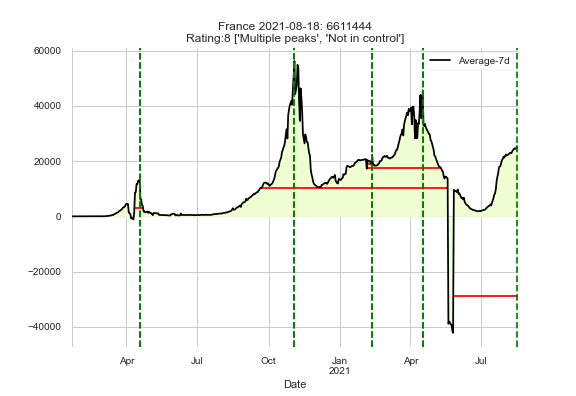 France 2021-08-18: 6611444
Rating:8 ['Multiple peaks', 'Not in control']
Average-7d
60000
40000
20000
0
−20000
−40000
Apr
Jul
Oct
Jan
2021
Apr
Jul
Date